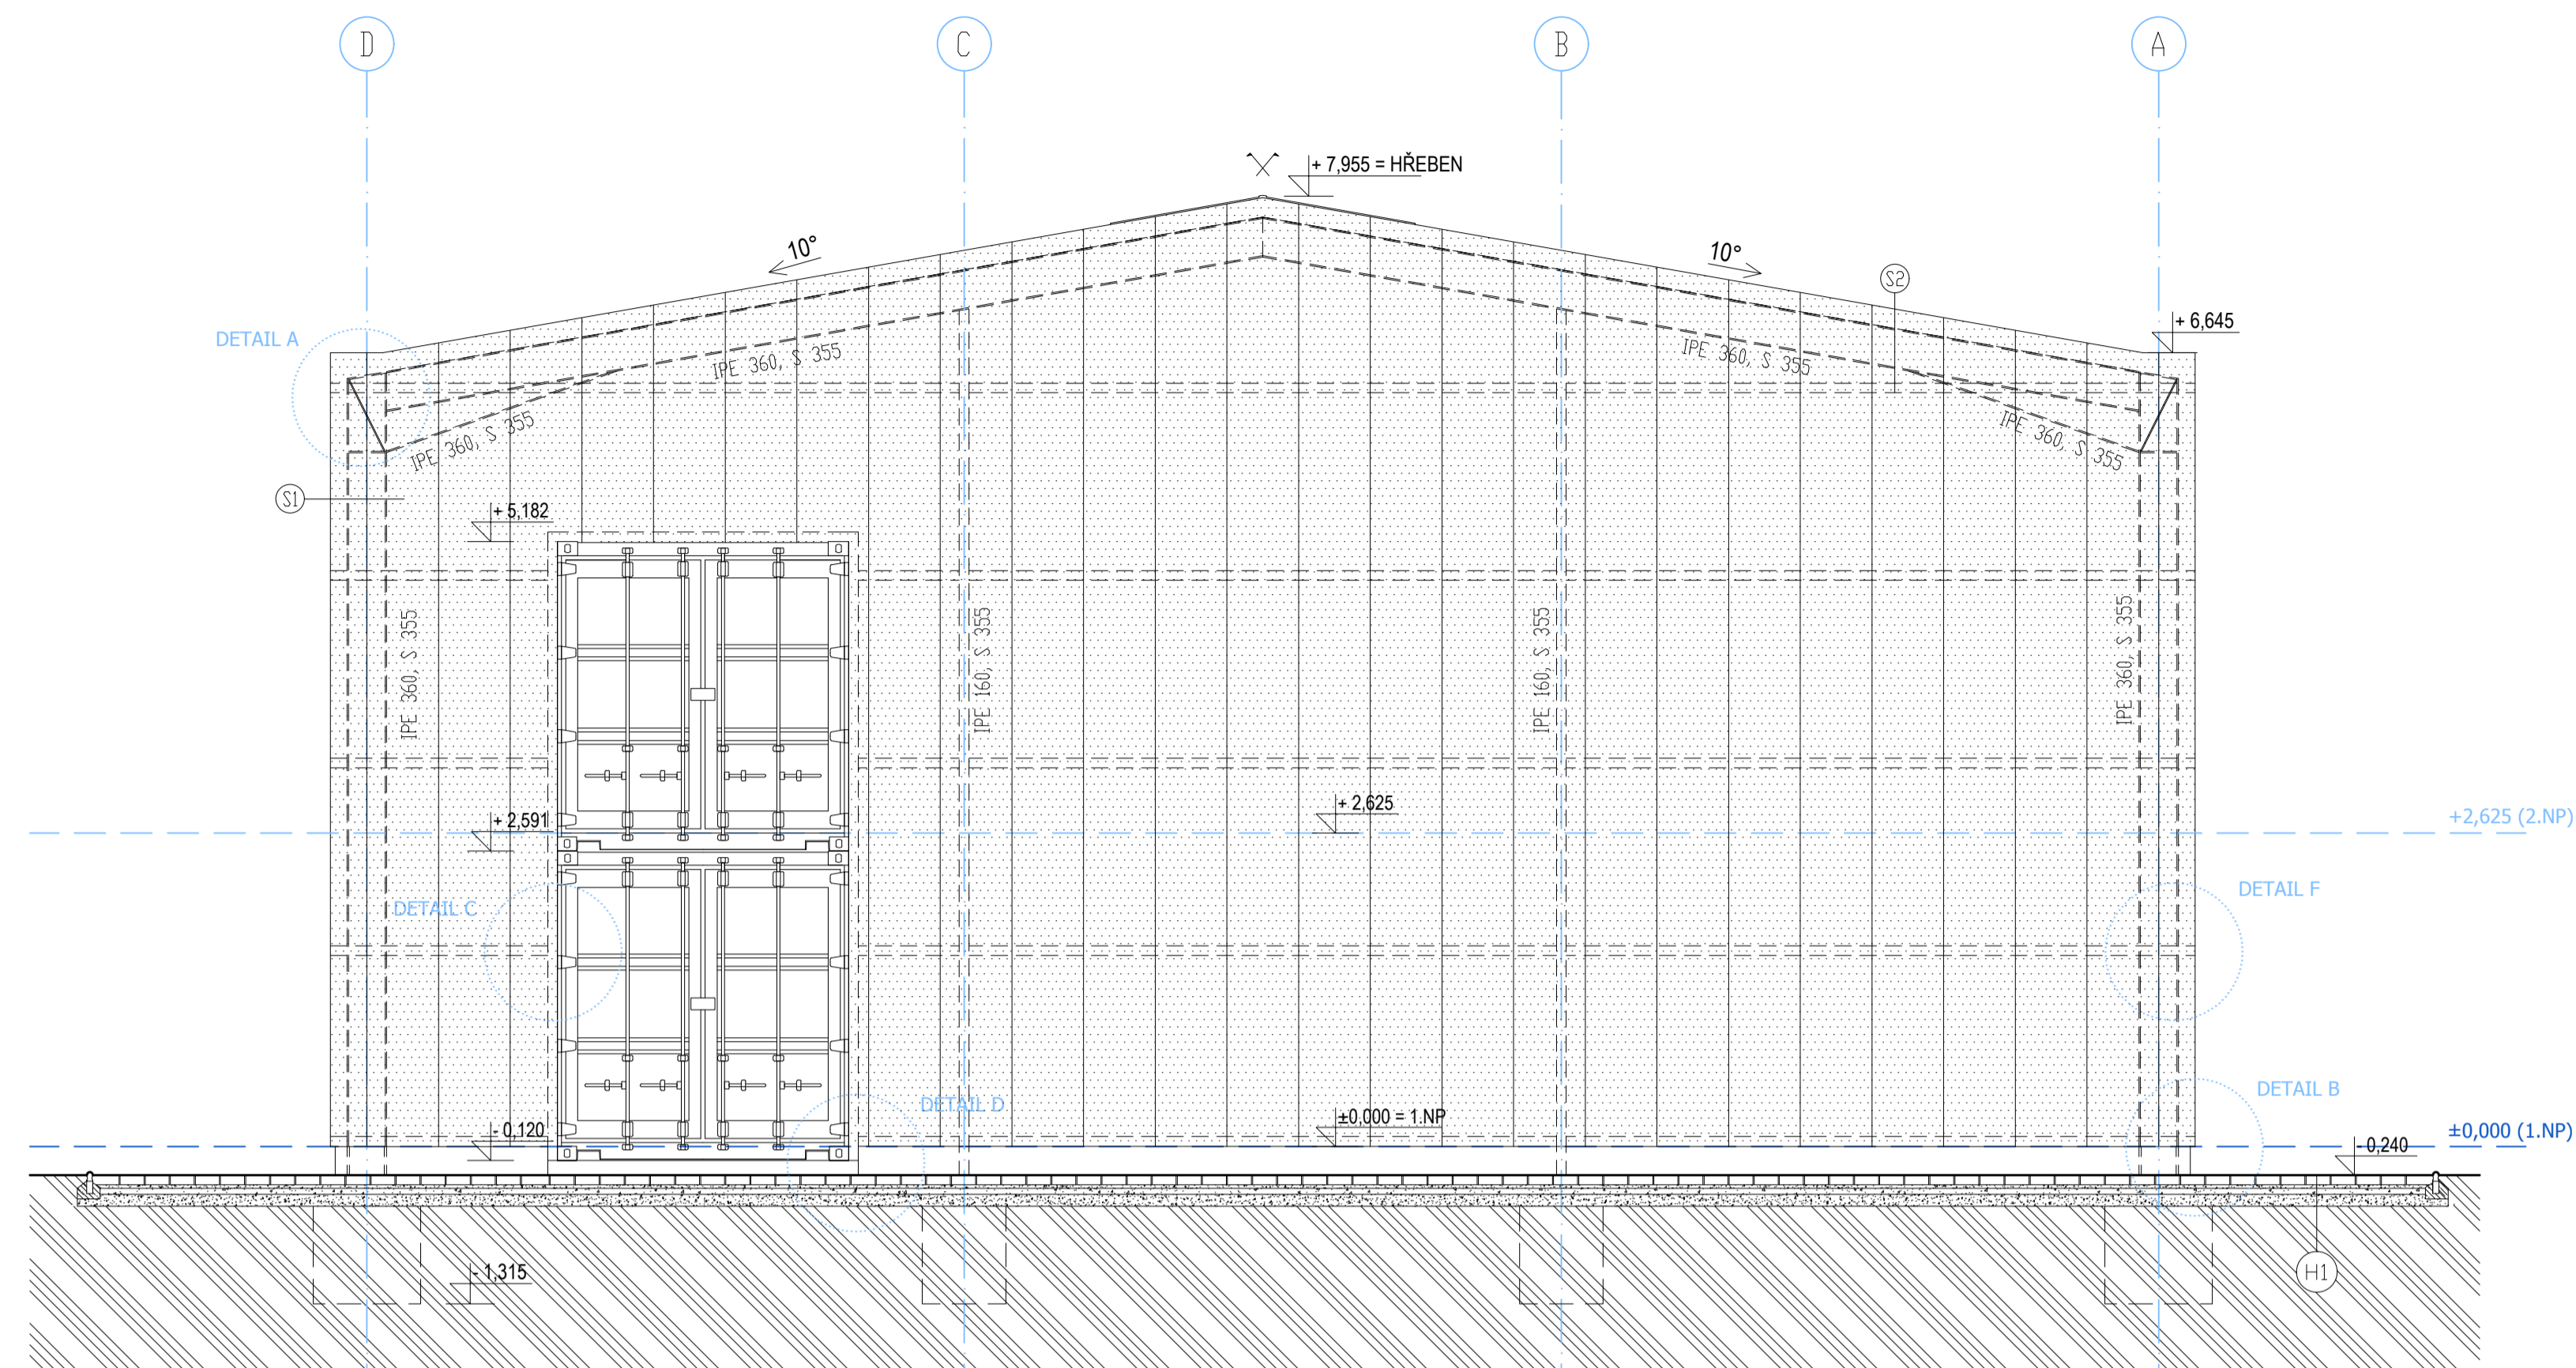 D
C
B
A
+ 7,955 = HŘEBEN
10°
10°
S2
+ 6,645
DETAIL A
IPE 360, S 355
IPE 360, S 355
IPE 360, S 355
IPE 360, S 355
S1
+ 5,182
IPE 360, S 355
IPE 160, S 355
IPE 160, S 355
IPE 360, S 355
+ 2,591
+ 2,625
+2,625 (2.NP)
DETAIL C
DETAIL F
DETAIL D
DETAIL B
- 0,120
±0,000 = 1.NP
±0,000 (1.NP)
- 0,240
- 1,315
H1